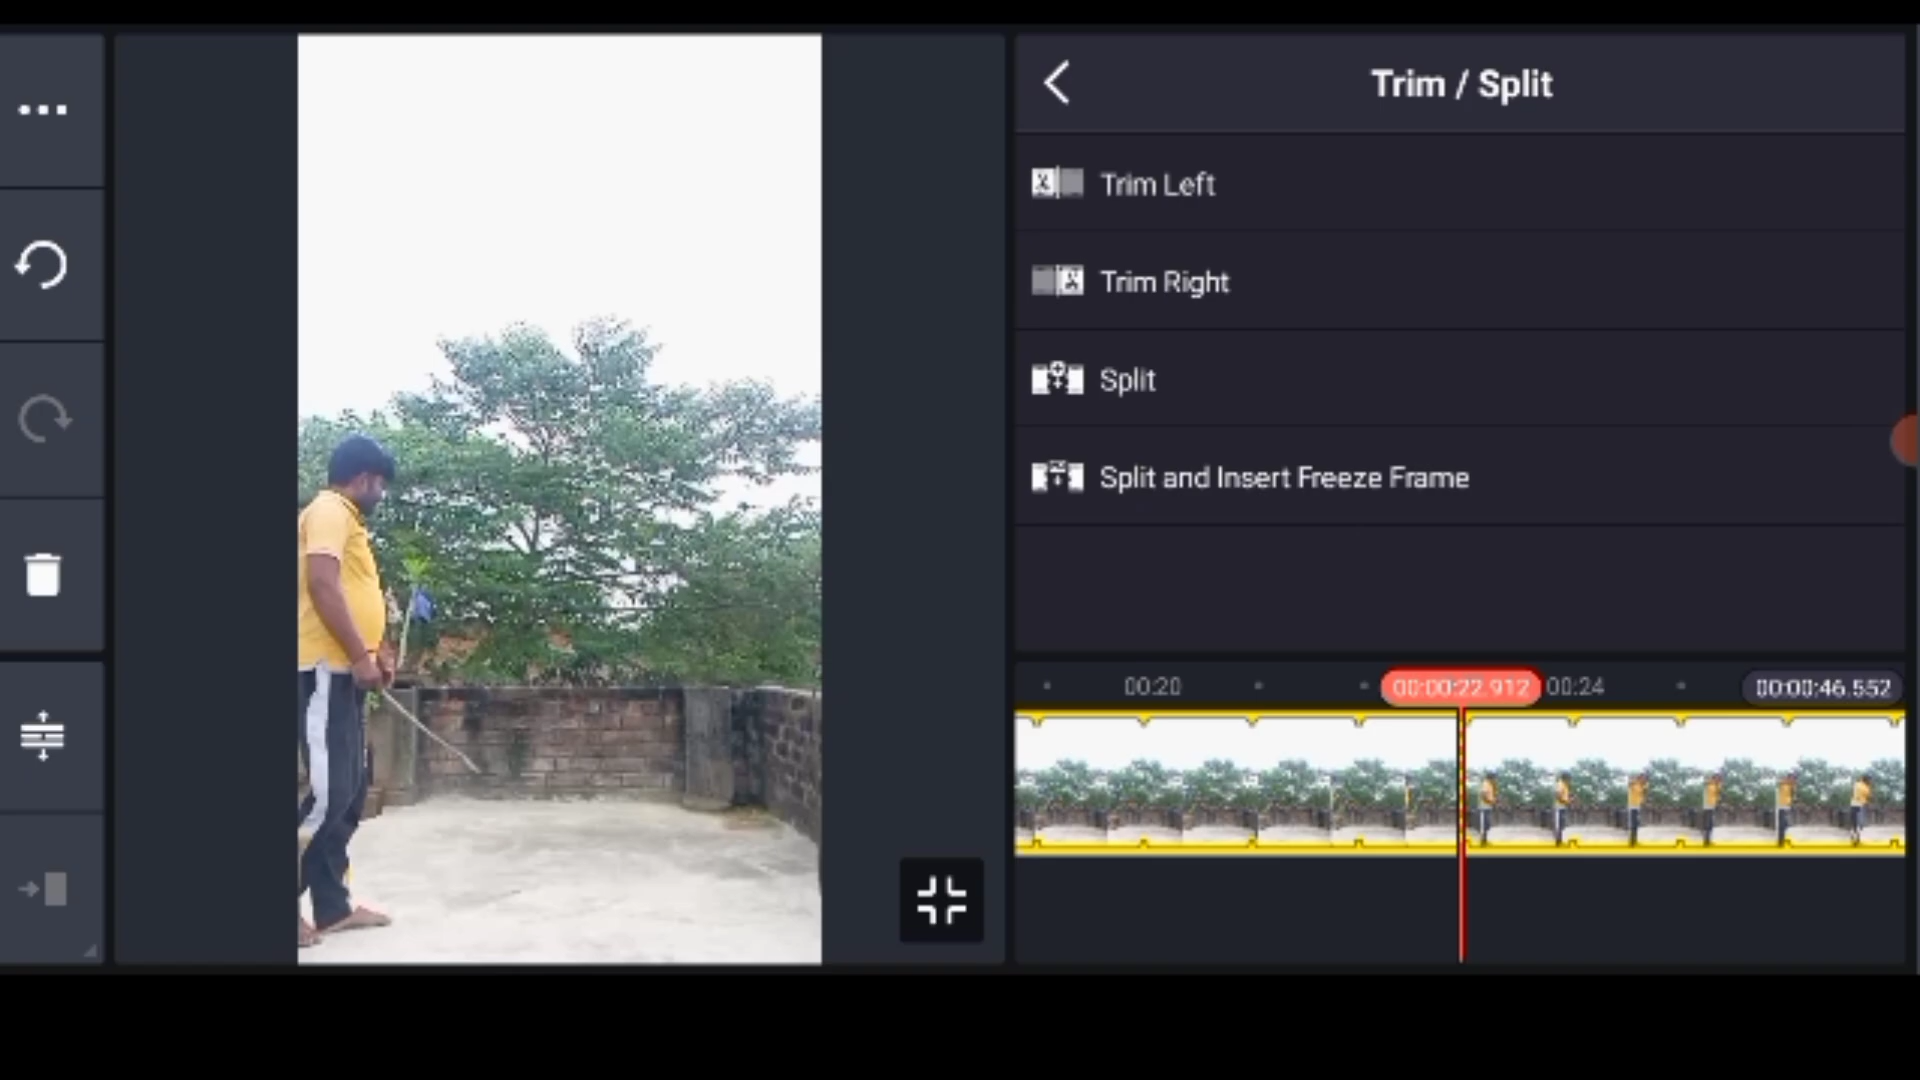 Trim / Split
Trim Left
Trim Right
Split
Split and Insert Freeze Frame
00:20
00:00:22.912
00:24
00:00:46.552